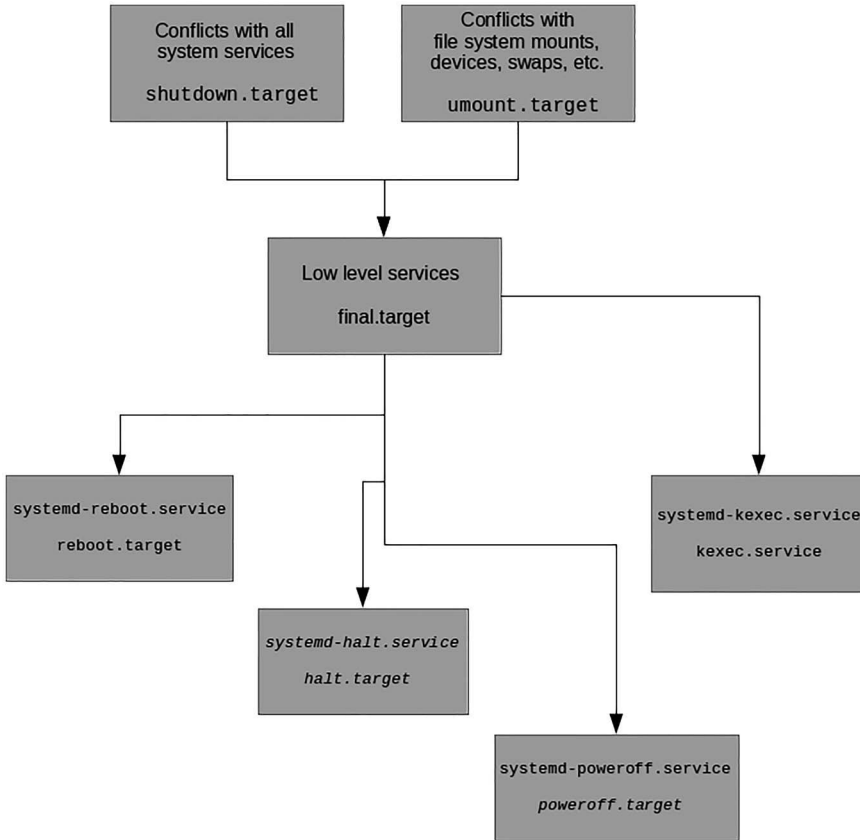 Conflicts with all
system services
shutdown.target
Conflicts with
file system mounts,
devices, swaps, etc.
umount.target
Low level services
final.target
systemd-reboot.service
reboot.target
systemd-kexec.service
kexec.service
systemd-halt.service
halt.target
systemd-poweroff.service
poweroff.target